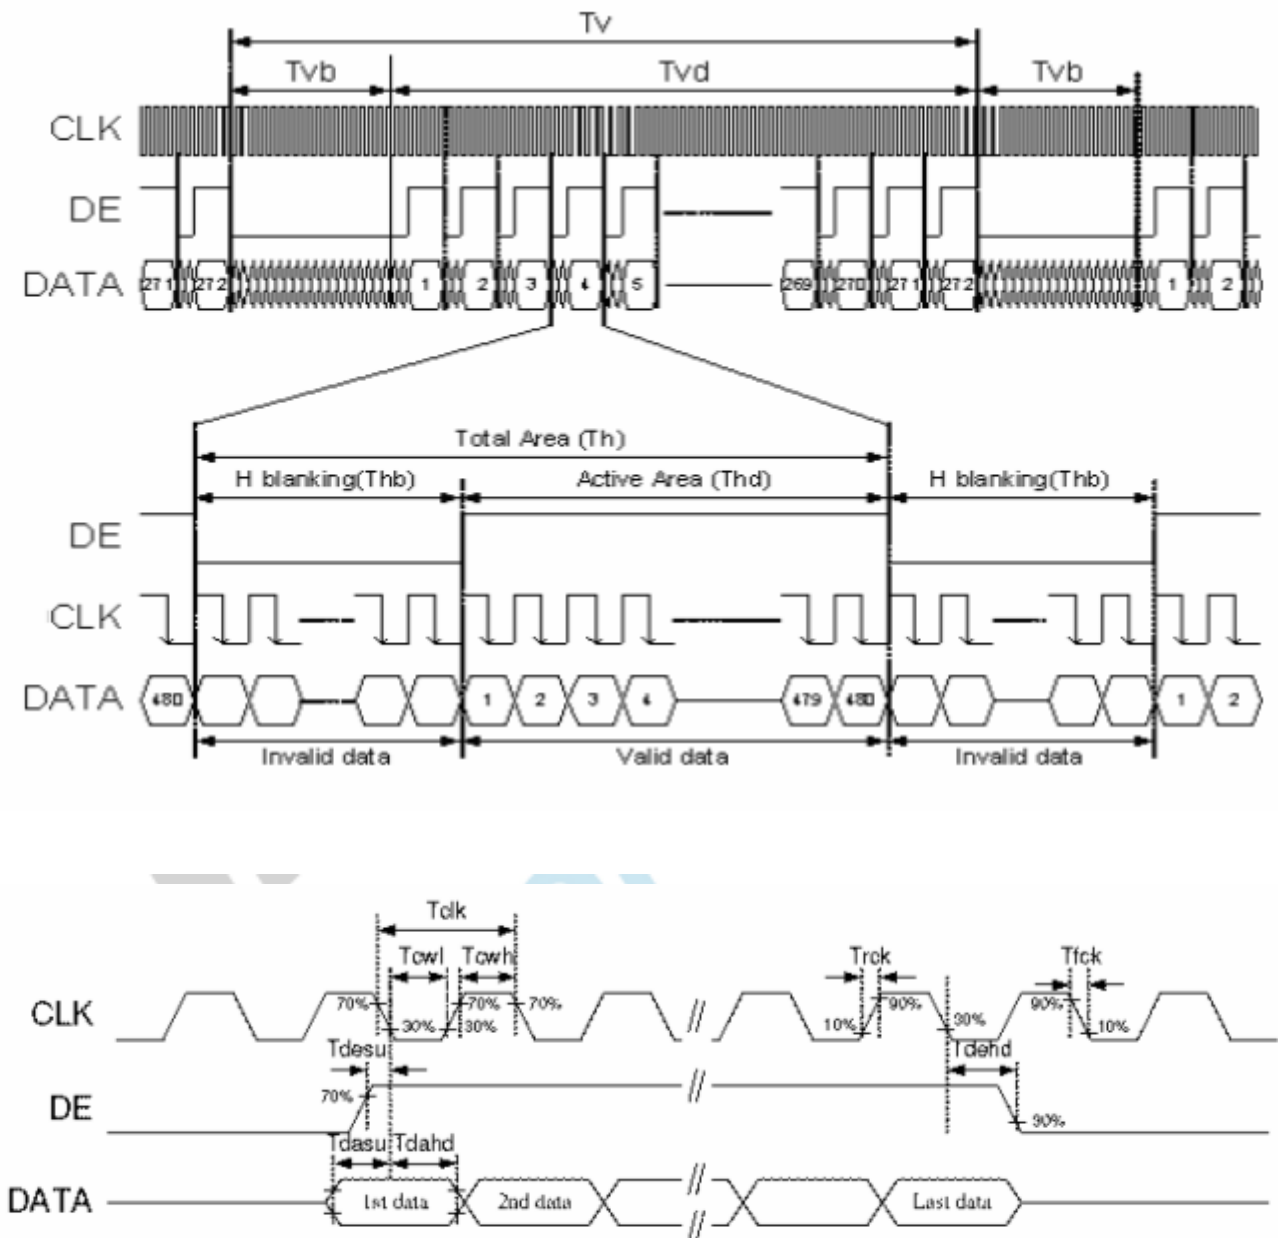 Tv
Tvb Tvd Tvb
CLK
DE
DATA 271 272 1 2 3 4 5 269 270 271 272 1 2
Total Area (Th)
H blanking(Thb) Active Area (Thd) H blanking(Thb)
DE
CLK
DATA 480 1 2 3 4 479 480 1 2
Invalid data Valid data Invalid data
Tclk
Tcwl Tcwh Trck Tfck
70% 70% 70% 90% 90%
CLK 30% 30% 10% 30% 10%
Tdesu Tdehd
70%
DE 30%
Tdasu Tdahd
DATA 1st data 2nd data Last data